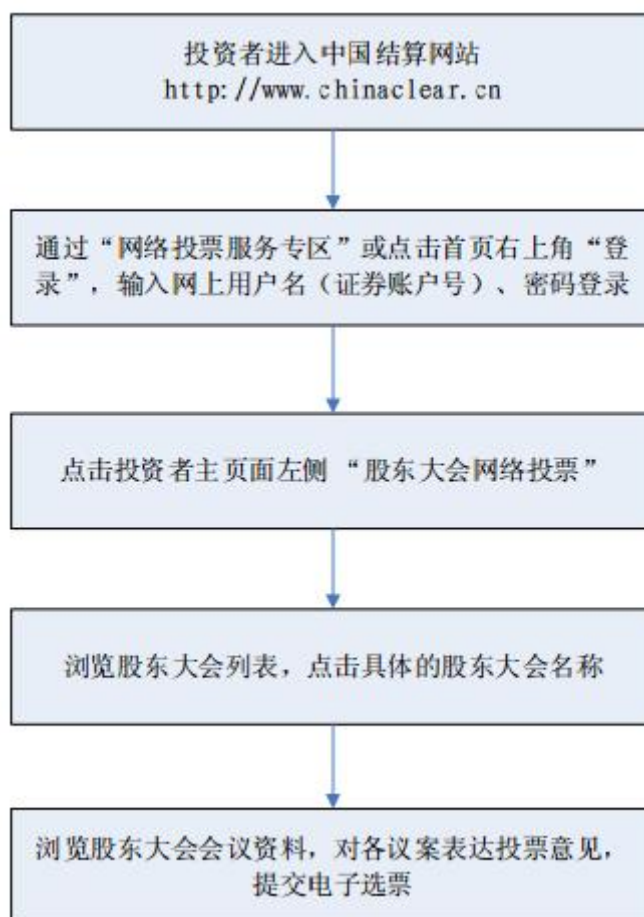 投资者进入中国结算网站
http://www.chinaclear.cn
通过“网络投票服务专区”或点击首页右上角“登
录”，输入网上用户名（证券账户号）、密码登录
点击投资者主页面左侧 “股东大会网络投票”
浏览股东大会列表，点击具体的股东大会名称
浏览股东大会会议资料，对各议案表达投票意见，
提交电子选票